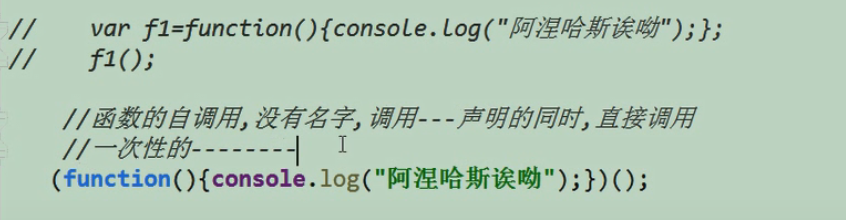 //    var f1=function(){console.log("阿涅哈斯诶呦");};
//    f1();
//函数的自调用,没有名字,调用---声明的同时,直接调用
//一次性的--------
(function(){console.log("阿涅哈斯诶呦");})();